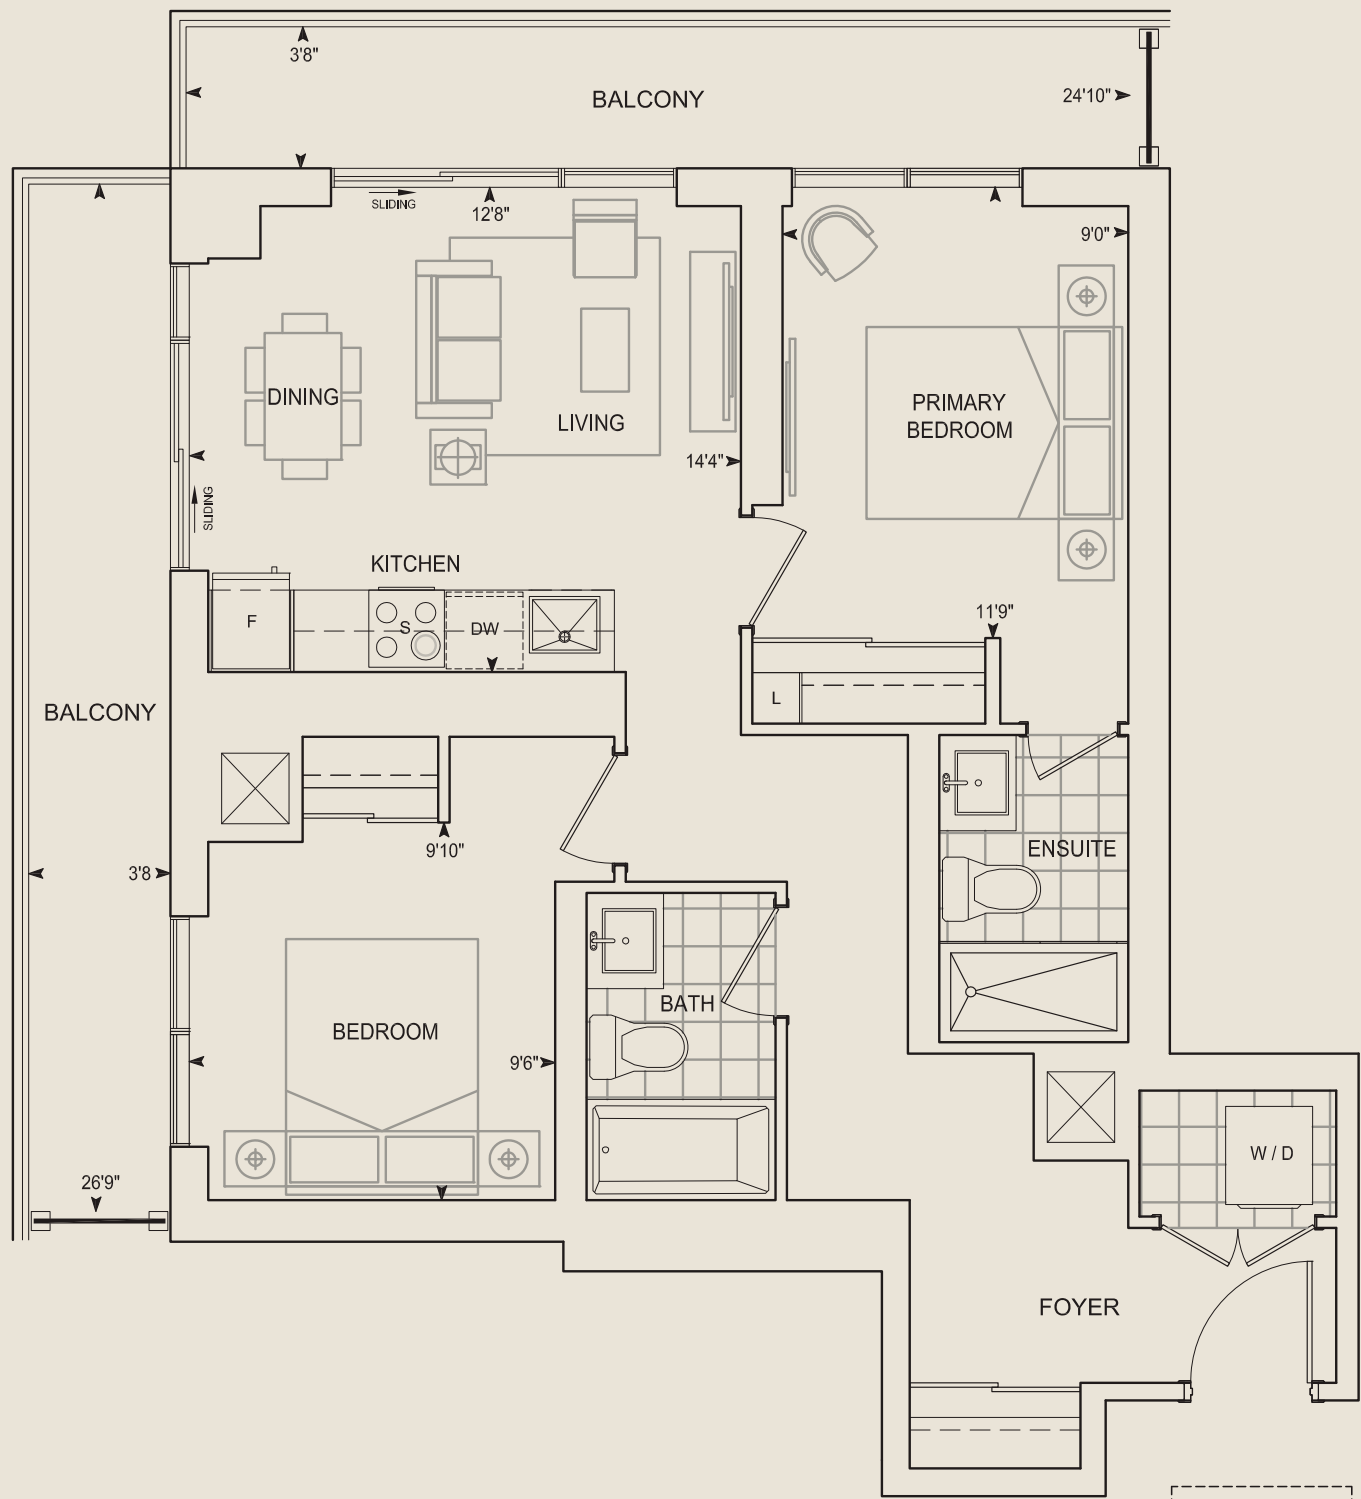 3'8"
BALCONY
24'10"
SLIDING
12'8"
9'0"
DINING
PRIMARY
BEDROOM
LIVING
14'4"
SLIDING
KITCHEN
F
S
DW
11'9"
L
BALCONY
9'10"
ENSUITE
3'8
BATH
BEDROOM
9'6"
W / D
26'9"
FOYER